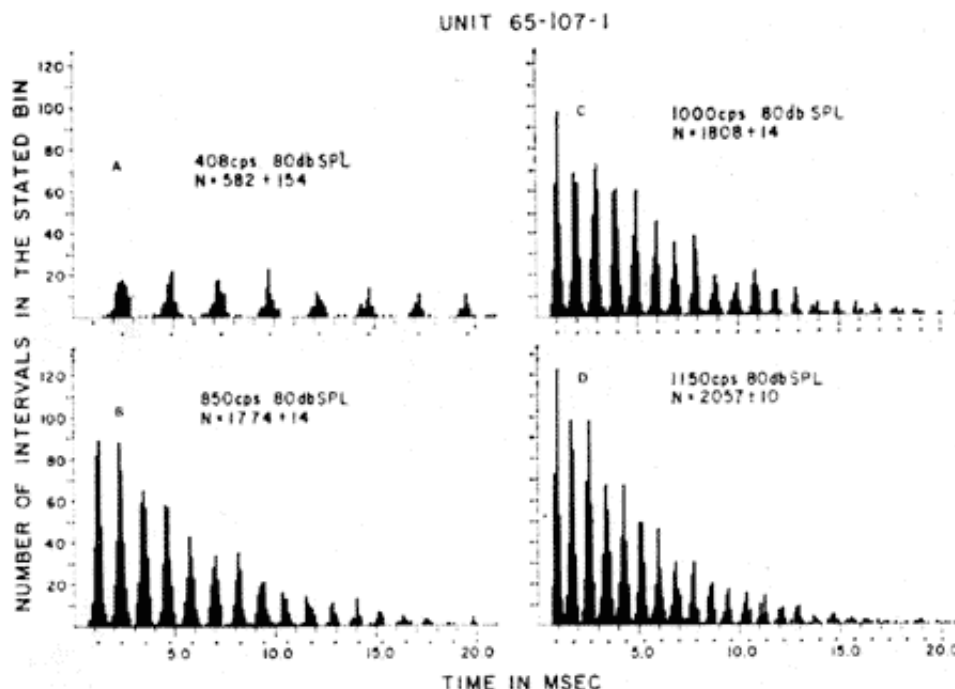 UNIT 65-107-1
NUMBER OF INTERVALS IN THE STATED BIN
120
100
80
60
40
20
A
408cps 80db SPL
N=582+154
C
1000cps 80db SPL
N=1808+14
120
100
80
60
40
20
B
850cps 80db SPL
N=1774+14
D
1150cps 80db SPL
N=2057+10
5.0 10.0 15.0 20.0
5.0 10.0 15.0 20.0
TIME IN MSEC